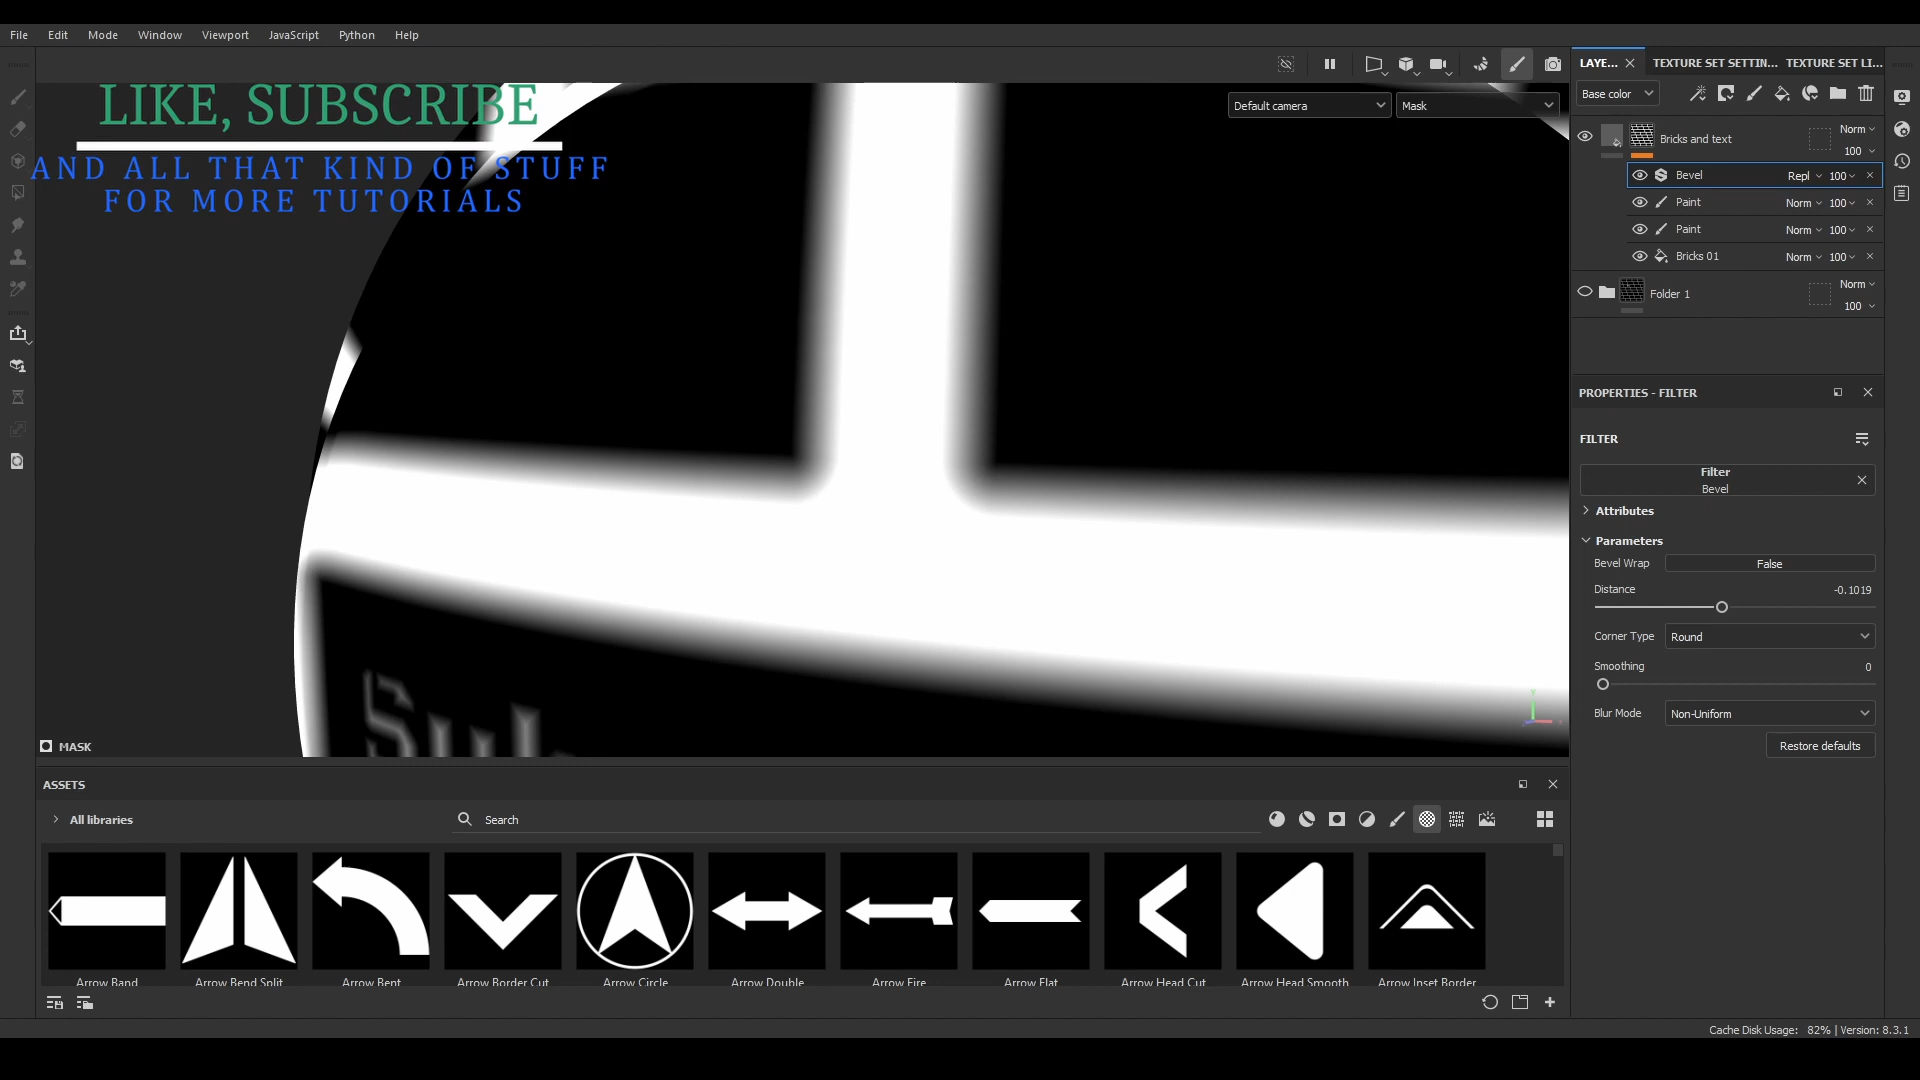 File Edit Mode Window Viewport JavaScript Python Help
LIKE, SUBSCRIBE
AND ALL THAT KIND OF STUFF
FOR MORE TUTORIALS
Default camera
Mask
MASK
LAYE...
TEXTURE SET SETTIN...
TEXTURE SET LI...
Base color
Bricks and text
Norm
100
Bevel Repl 100
Paint Norm 100
Paint Norm 100
Bricks 01 Norm 100
Folder 1
Norm
100
PROPERTIES - FILTER
FILTER
Filter
Bevel
Attributes
Parameters
Bevel Wrap False
Distance -0.1019
Corner Type Round
Smoothing 0
Blur Mode Non-Uniform
Restore defaults
ASSETS
All libraries
Search
Arrow Band
Arrow Bend Split
Arrow Bent
Arrow Border Cut
Arrow Circle
Arrow Double
Arrow Fire
Arrow Flat
Arrow Head Cut
Arrow Head Smooth
Arrow Inset Border
Cache Disk Usage: 82% | Version: 8.3.1